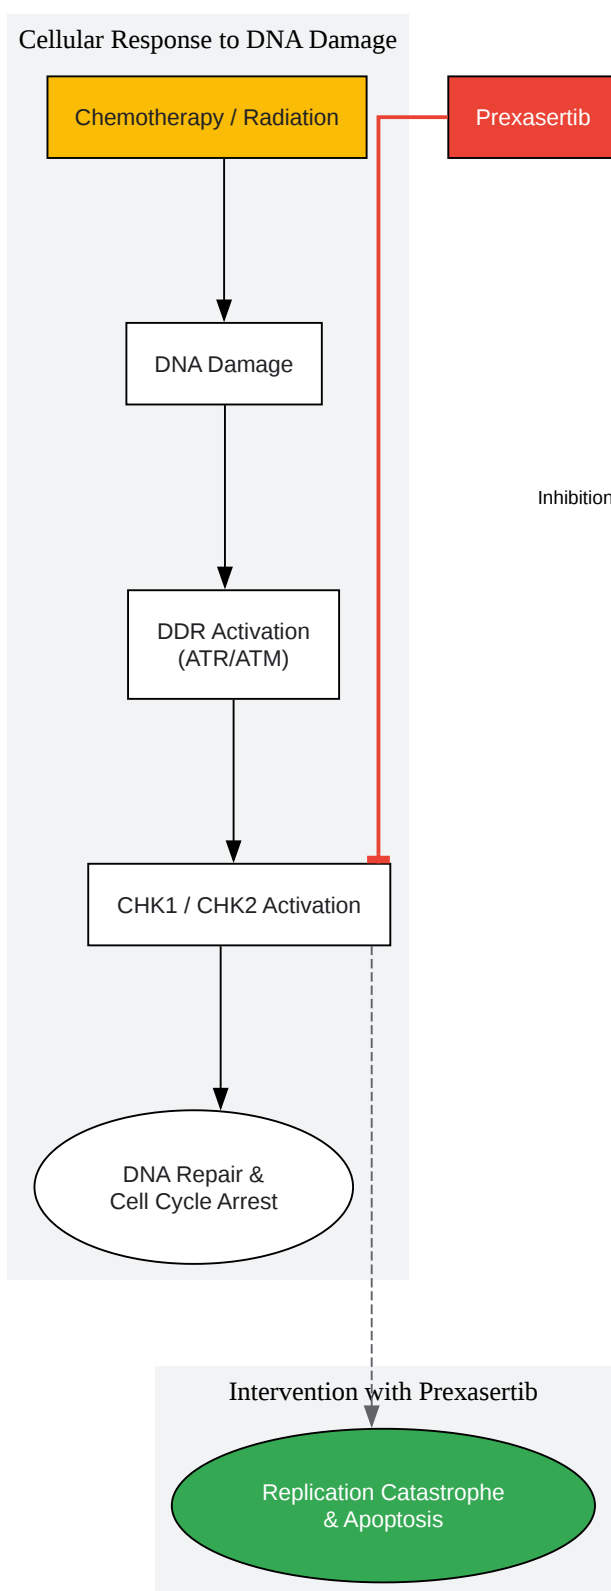 Cellular Response to DNA Damage
Chemotherapy / Radiation
Prexasertib
DNA Damage
Inhibition
DDR Activation
(ATR/ATM)
CHK1 / CHK2 Activation
DNA Repair &
Cell Cycle Arrest
Intervention with Prexasertib
Replication Catastrophe
& Apoptosis